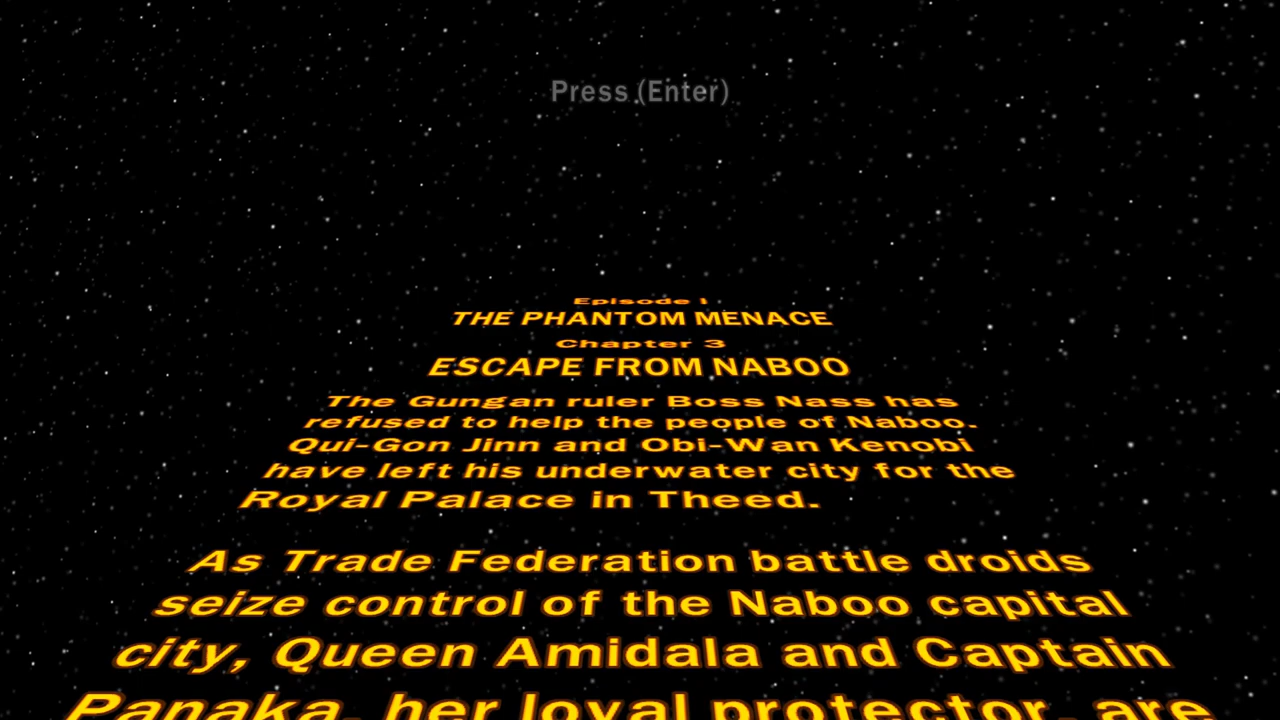 Press (Enter)
Episode I
THE PHANTOM MENACE
Chapter 3
ESCAPE FROM NABOO
The Gungan ruler Boss Nass has
refused to help the people of Naboo.
Qui-Gon Jinn and Obi-Wan Kenobi
have left his underwater city for the
Royal Palace in Theed.
As Trade Federation battle droids
seize control of the Naboo capital
city, Queen Amidala and Captain
Panaka, her loyal protector, are